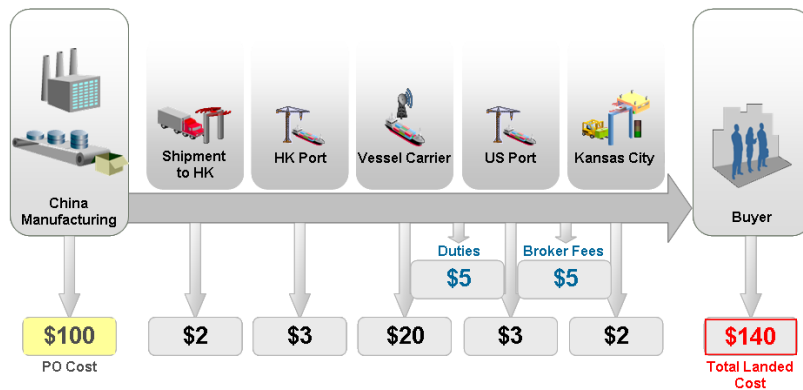 China
Manufacturing
Shipment
to HK
HK Port
Vessel Carrier
US Port
Kansas City
Buyer
Duties
$5
Broker Fees
$5
$100
PO Cost
$2
$3
$20
$3
$2
$140
Total Landed
Cost